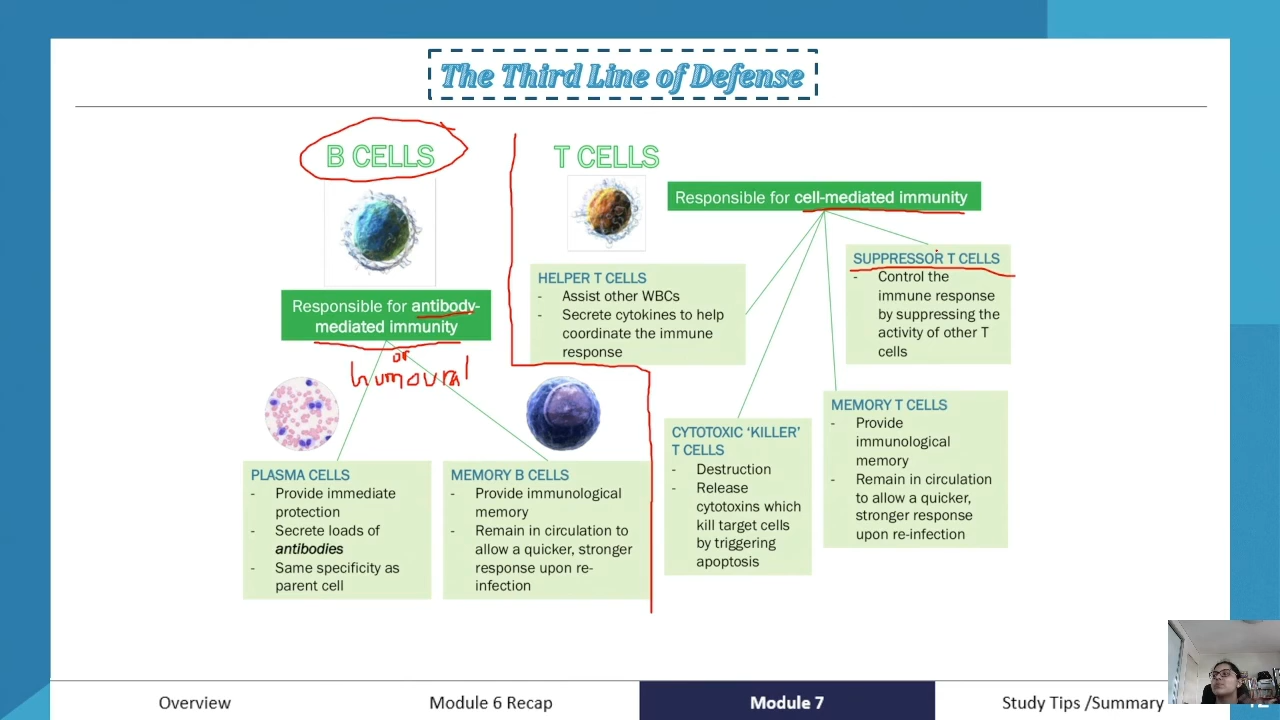 The Third Line of Defense
B CELLS
Responsible for antibody-
mediated immunity
or
humoural
PLASMA CELLS
- Provide immediate
protection
- Secrete loads of
antibodies
- Same specificity as
parent cell
MEMORY B CELLS
- Provide immunological
memory
- Remain in circulation to
allow a quicker, stronger
response upon re-
infection
T CELLS
Responsible for cell-mediated immunity
HELPER T CELLS
- Assist other WBCs
- Secrete cytokines to help
coordinate the immune
response
SUPPRESSOR T CELLS
- Control the
immune response
by suppressing the
activity of other T
cells
CYTOTOXIC ‘KILLER’
T CELLS
- Destruction
- Release
cytotoxins which
kill target cells
by triggering
apoptosis
MEMORY T CELLS
- Provide
immunological
memory
- Remain in circulation
to allow a quicker,
stronger response
upon re-infection
Overview
Module 6 Recap
Module 7
Study Tips /Summary